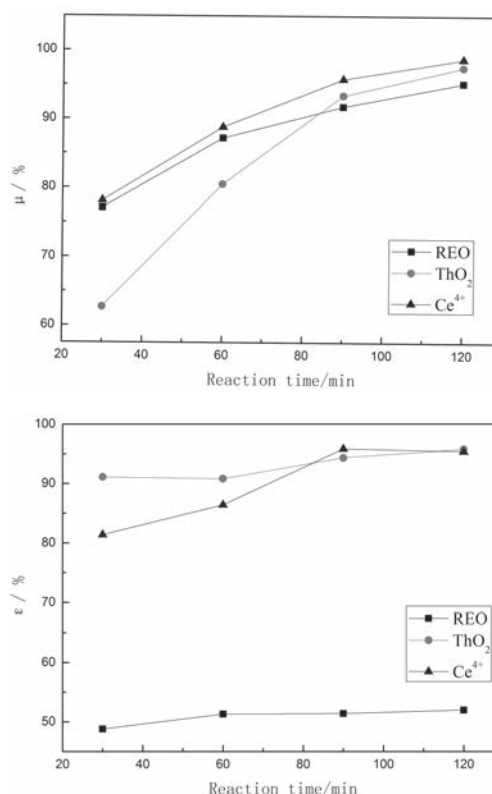 100
90
80
70
60
μ / %
REO
ThO₂
Ce⁴⁺
20 40 60 80 100 120
Reaction time/min
100
90
80
70
60
50
ε / %
REO
ThO₂
Ce⁴⁺
20 40 60 80 100 120
Reaction time/min